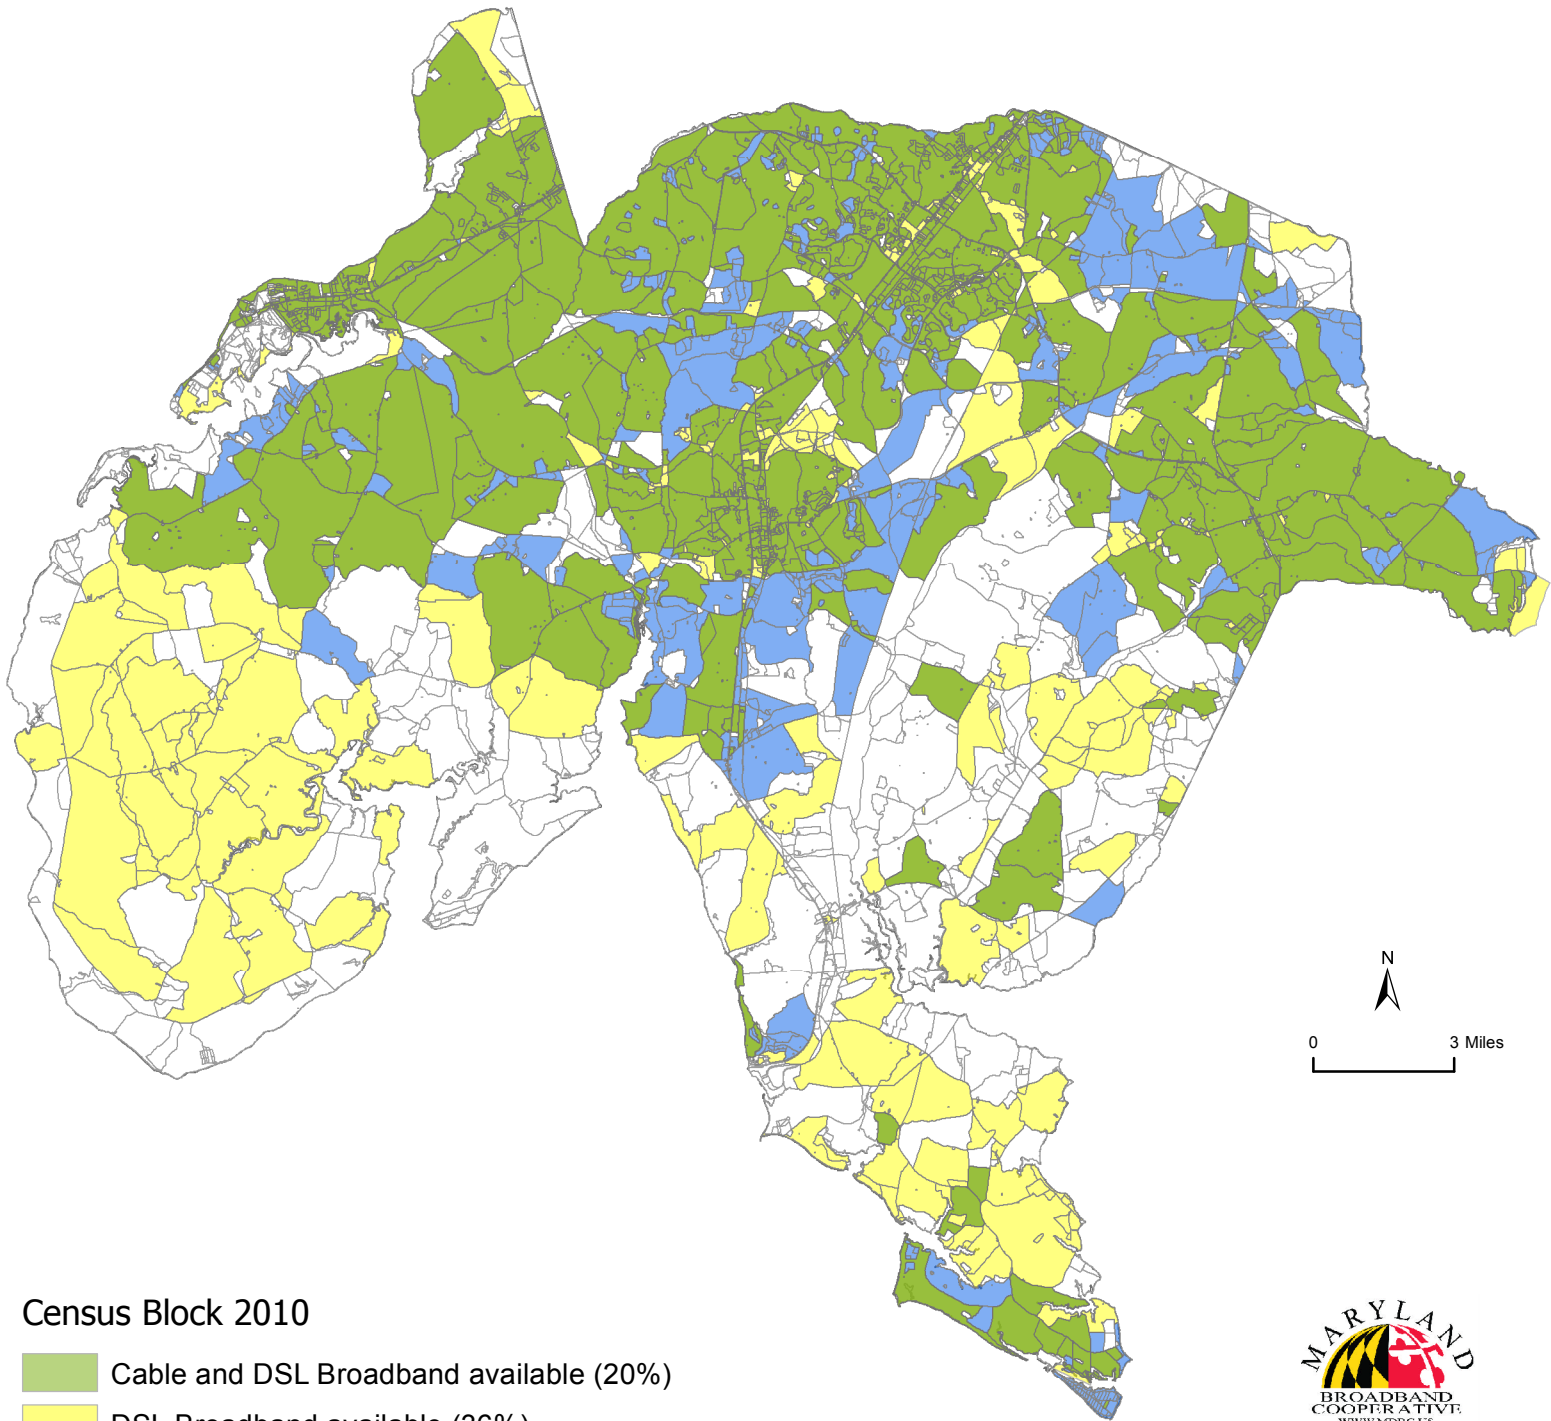 N
0 3 Miles
Census Block 2010
Cable and DSL Broadband available (20%)
MARYLAND
BROADBAND
COOPERATIVE